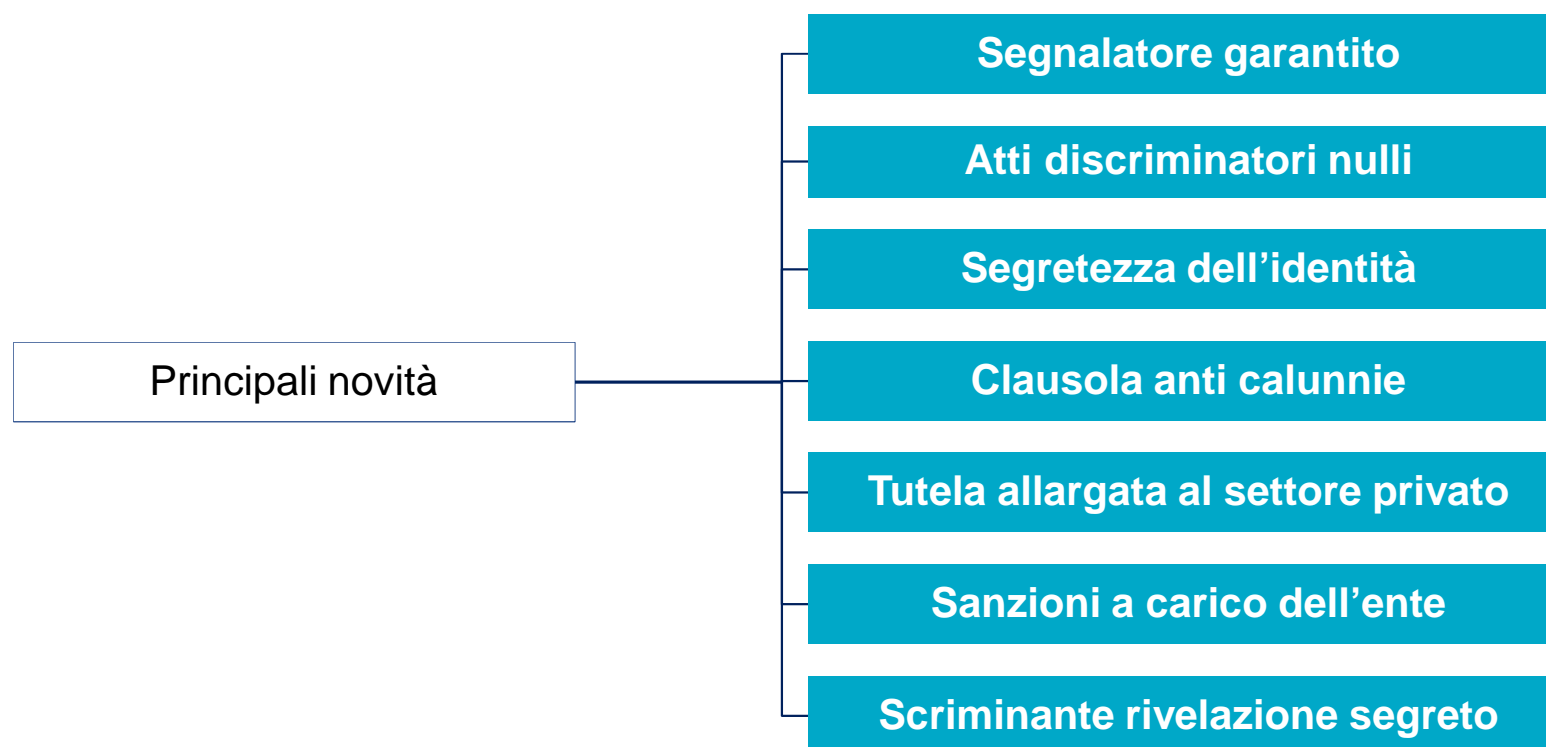 Segnalatore garantito
Atti discriminatori nulli
Segretezza dell’identità
Principali novità
Clausola anti calunnie
Tutela allargata al settore privato
Sanzioni a carico dell’ente
Scriminante rivelazione segreto